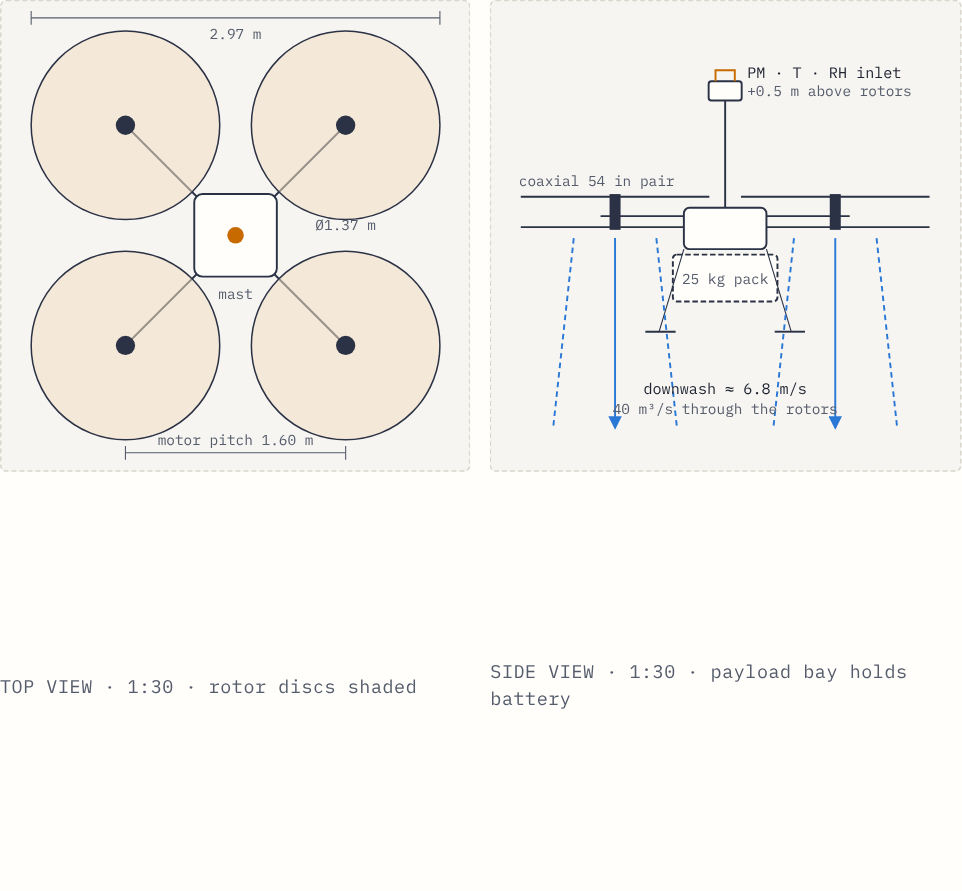 2.97 m
Ø1.37 m
mast
motor pitch 1.60 m
TOP VIEW · 1:30 · rotor discs shaded
PM · T · RH inlet
+0.5 m above rotors
coaxial 54 in pair
25 kg pack
downwash ≈ 6.8 m/s
40 m³/s through the rotors
SIDE VIEW · 1:30 · payload bay holds
battery